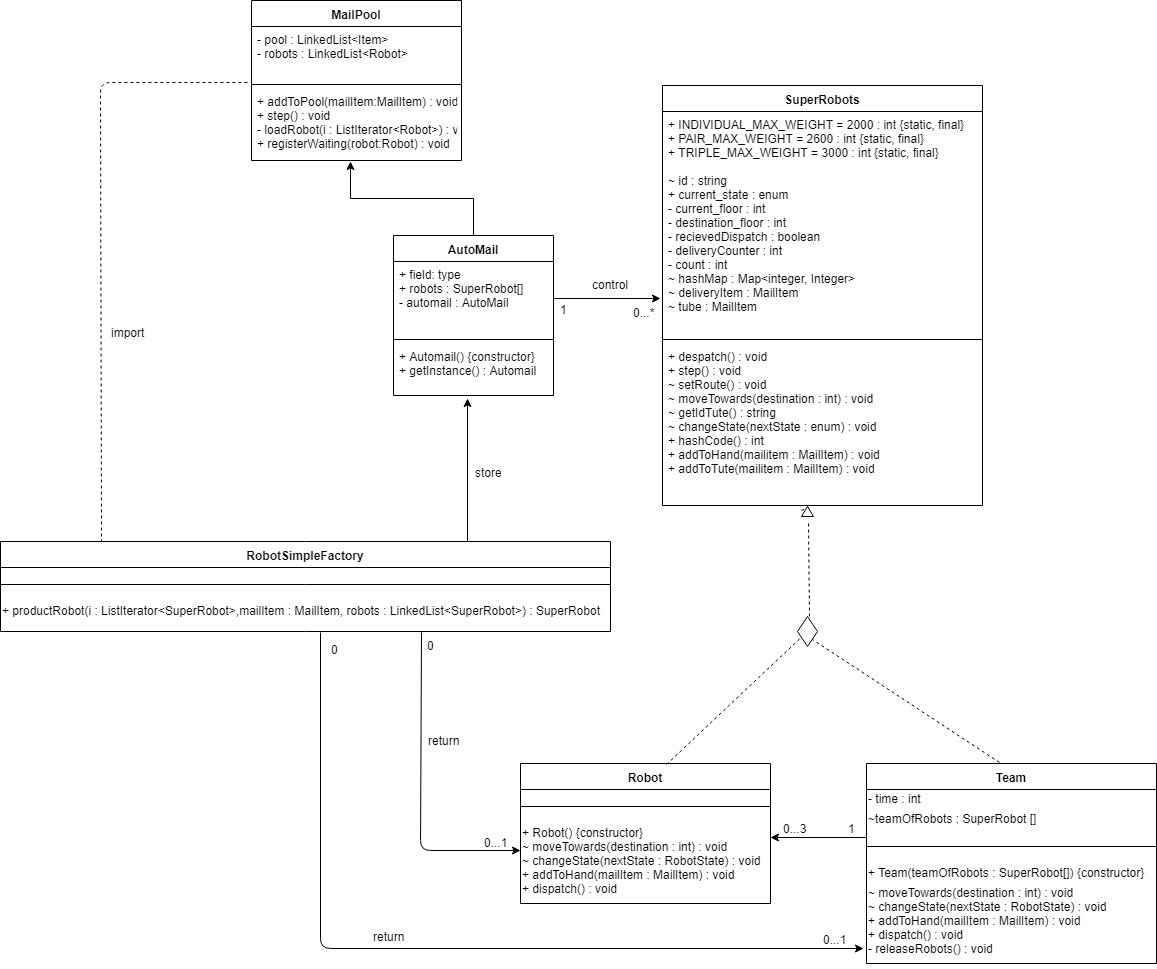 MailPool
- pool : LinkedList<Item>
- robots : LinkedList<Robot>
+ addToPool(mailItem:MailItem) : void
+ step() : void
- loadRobot(i : ListIterator<Robot>) : v
+ registerWaiting(robot:Robot) : void
SuperRobots
+ INDIVIDUAL_MAX_WEIGHT = 2000 : int {static, final}
+ PAIR_MAX_WEIGHT = 2600 : int {static, final}
+ TRIPLE_MAX_WEIGHT = 3000 : int {static, final}
~ id : string
+ current_state : enum
- current_floor : int
- destination_floor : int
- recievedDispatch : boolean
- deliveryCounter : int
- count : int
~ hashMap : Map<integer, Integer>
~ deliveryItem : MailItem
~ tube : MailItem
+ despatch() : void
+ step() : void
~ setRoute() : void
~ moveTowards(destination : int) : void
~ getIdTute() : string
~ changeState(nextState : enum) : void
+ hashCode() : int
+ addToHand(mailitem : MailItem) : void
+ addToTute(mailitem : MailItem) : void
AutoMail
+ field: type
+ robots : SuperRobot[]
- automail : AutoMail
+ Automail() {constructor}
+ getInstance() : Automail
control
1
0...*
import
store
RobotSimpleFactory
+ productRobot(i : ListIterator<SuperRobot>,mailItem : MailItem, robots : LinkedList<SuperRobot>) : SuperRobot
0
0
return
0...1
return
0...1
Robot
+ Robot() {constructor}
~ moveTowards(destination : int) : void
~ changeState(nextState : RobotState) : void
+ addToHand(mailItem : MailItem) : void
+ dispatch() : void
0...3
1
Team
- time : int
~teamOfRobots : SuperRobot []
+ Team(teamOfRobots : SuperRobot[]) {constructor}
~ moveTowards(destination : int) : void
~ changeState(nextState : RobotState) : void
+ addToHand(mailItem : MailItem) : void
+ dispatch() : void
- releaseRobots() : void